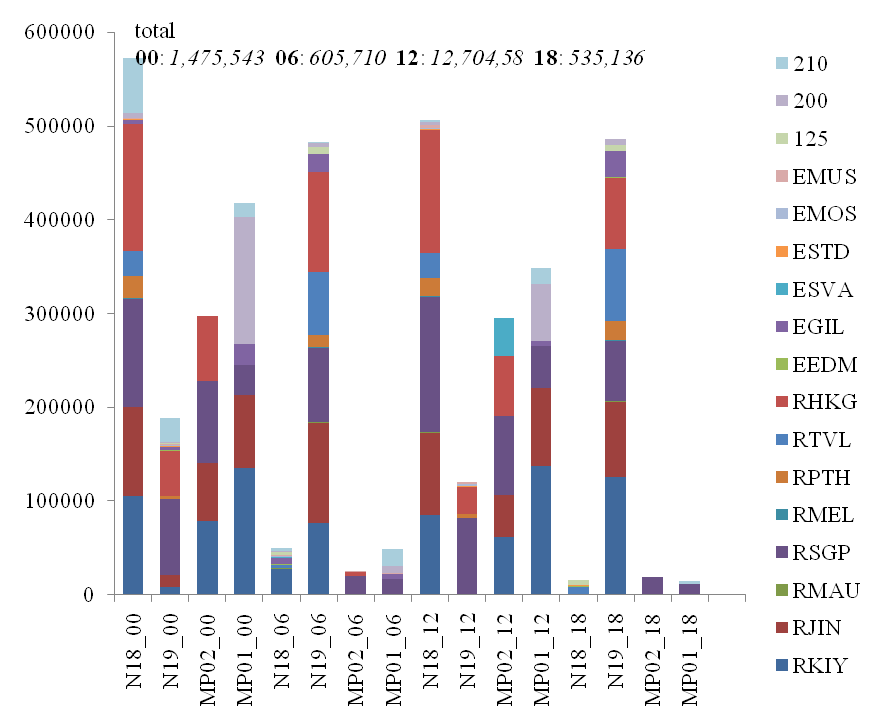 total
00: 1,475,543 06: 605,710 12: 12,704,58 18: 535,136
600000
500000
400000
300000
200000
100000
0
N18_00
N19_00
MP02_00
MP01_00
N18_06
N19_06
MP02_06
MP01_06
N18_12
N19_12
MP02_12
MP01_12
N18_18
N19_18
MP02_18
MP01_18
210
200
125
EMUS
EMOS
ESTD
ESVA
EGIL
EEDM
RHKG
RTVL
RPTH
RMEL
RSGP
RMAU
RJIN
RKIY